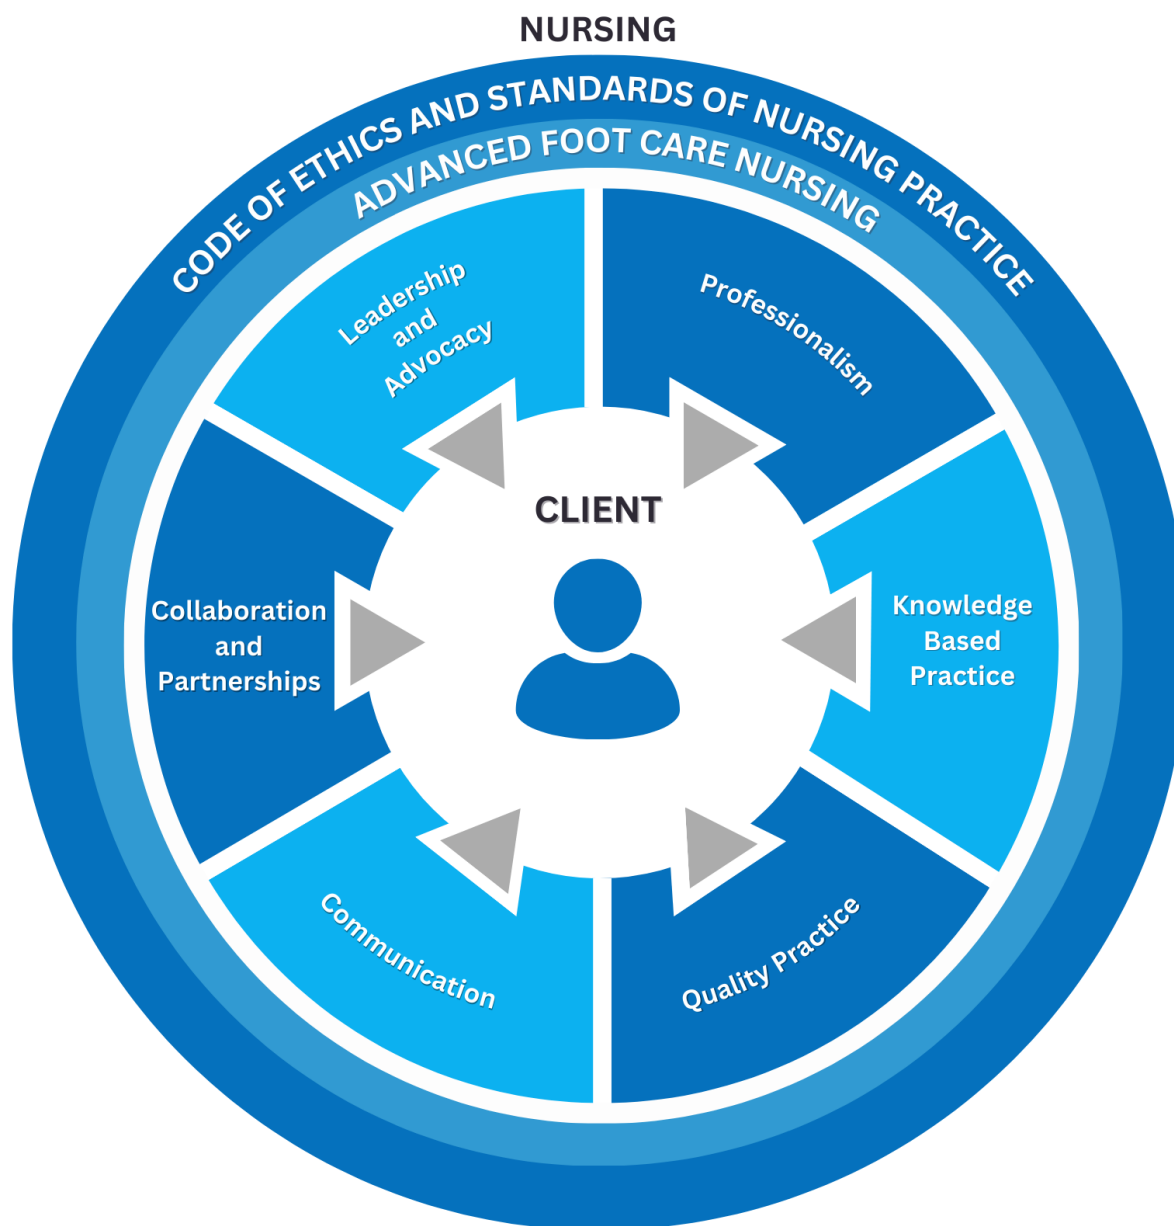 NURSING
CODE OF ETHICS AND STANDARDS OF NURSING PRACTICE
ADVANCED FOOT CARE NURSING
Leadership
and
Advocacy
Professionalism
CLIENT
Collaboration
and
Partnerships
Knowledge
Based
Practice
Communication
Quality Practice